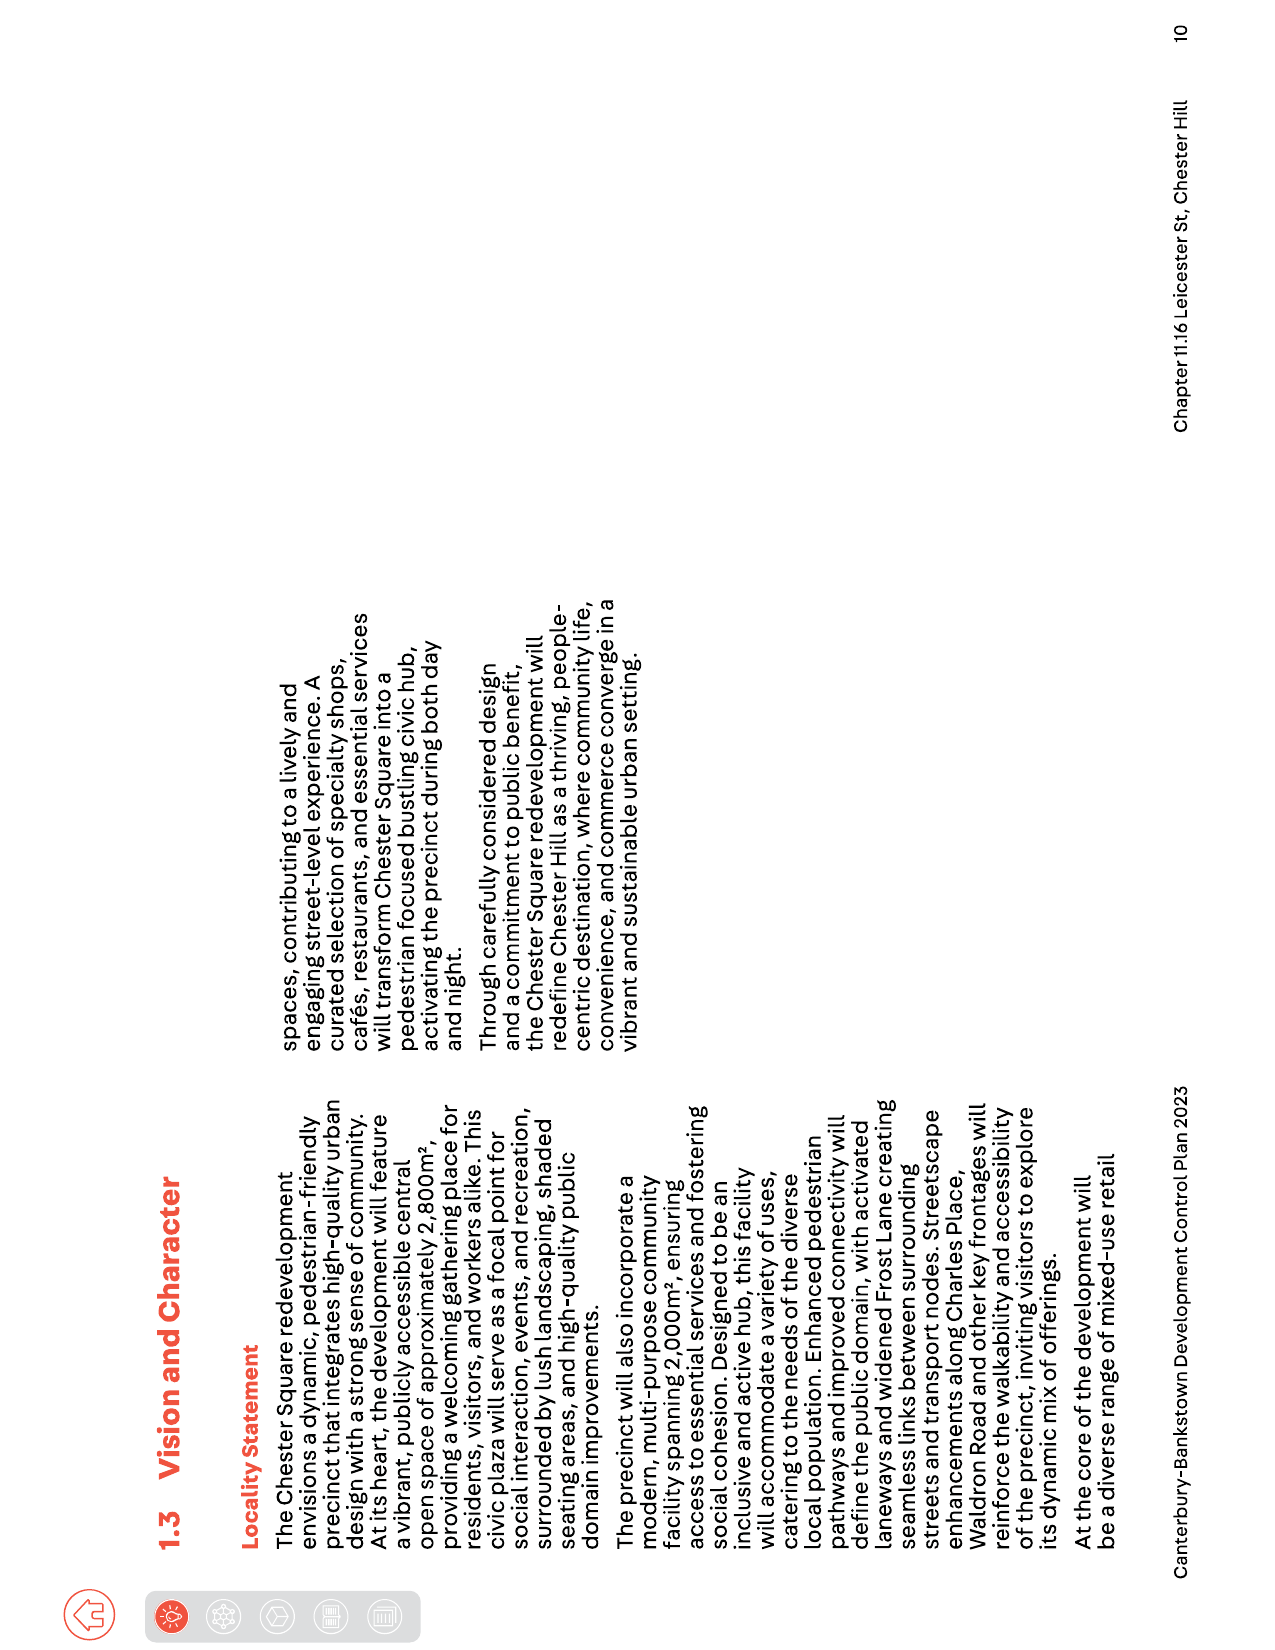 1.3 Vision and Character
Locality Statement
The Chester Square redevelopment
envisions a dynamic, pedestrian-friendly
precinct that integrates high-quality urban
design with a strong sense of community.
At its heart, the development will feature
a vibrant, publicly accessible central
open space of approximately 2,800m²,
providing a welcoming gathering place for
residents, visitors, and workers alike. This
civic plaza will serve as a focal point for
social interaction, events, and recreation,
surrounded by lush landscaping, shaded
seating areas, and high-quality public
domain improvements.
The precinct will also incorporate a
modern, multi-purpose community
facility spanning 2,000m², ensuring
access to essential services and fostering
social cohesion. Designed to be an
inclusive and active hub, this facility
will accommodate a variety of uses,
catering to the needs of the diverse
local population. Enhanced pedestrian
pathways and improved connectivity will
define the public domain, with activated
laneways and widened Frost Lane creating
seamless links between surrounding
streets and transport nodes. Streetscape
enhancements along Charles Place,
Waldron Road and other key frontages will
reinforce the walkability and accessibility
of the precinct, inviting visitors to explore
its dynamic mix of offerings.
At the core of the development will
be a diverse range of mixed-use retail
spaces, contributing to a lively and
engaging street-level experience. A
curated selection of specialty shops,
cafés, restaurants, and essential services
will transform Chester Square into a
pedestrian focused bustling civic hub,
activating the precinct during both day
and night.
Through carefully considered design
and a commitment to public benefit,
the Chester Square redevelopment will
redefine Chester Hill as a thriving, people-
centric destination, where community life,
convenience, and commerce converge in a
vibrant and sustainable urban setting.
Canterbury-Bankstown Development Control Plan 2023
Chapter 11.16 Leicester St, Chester Hill 10